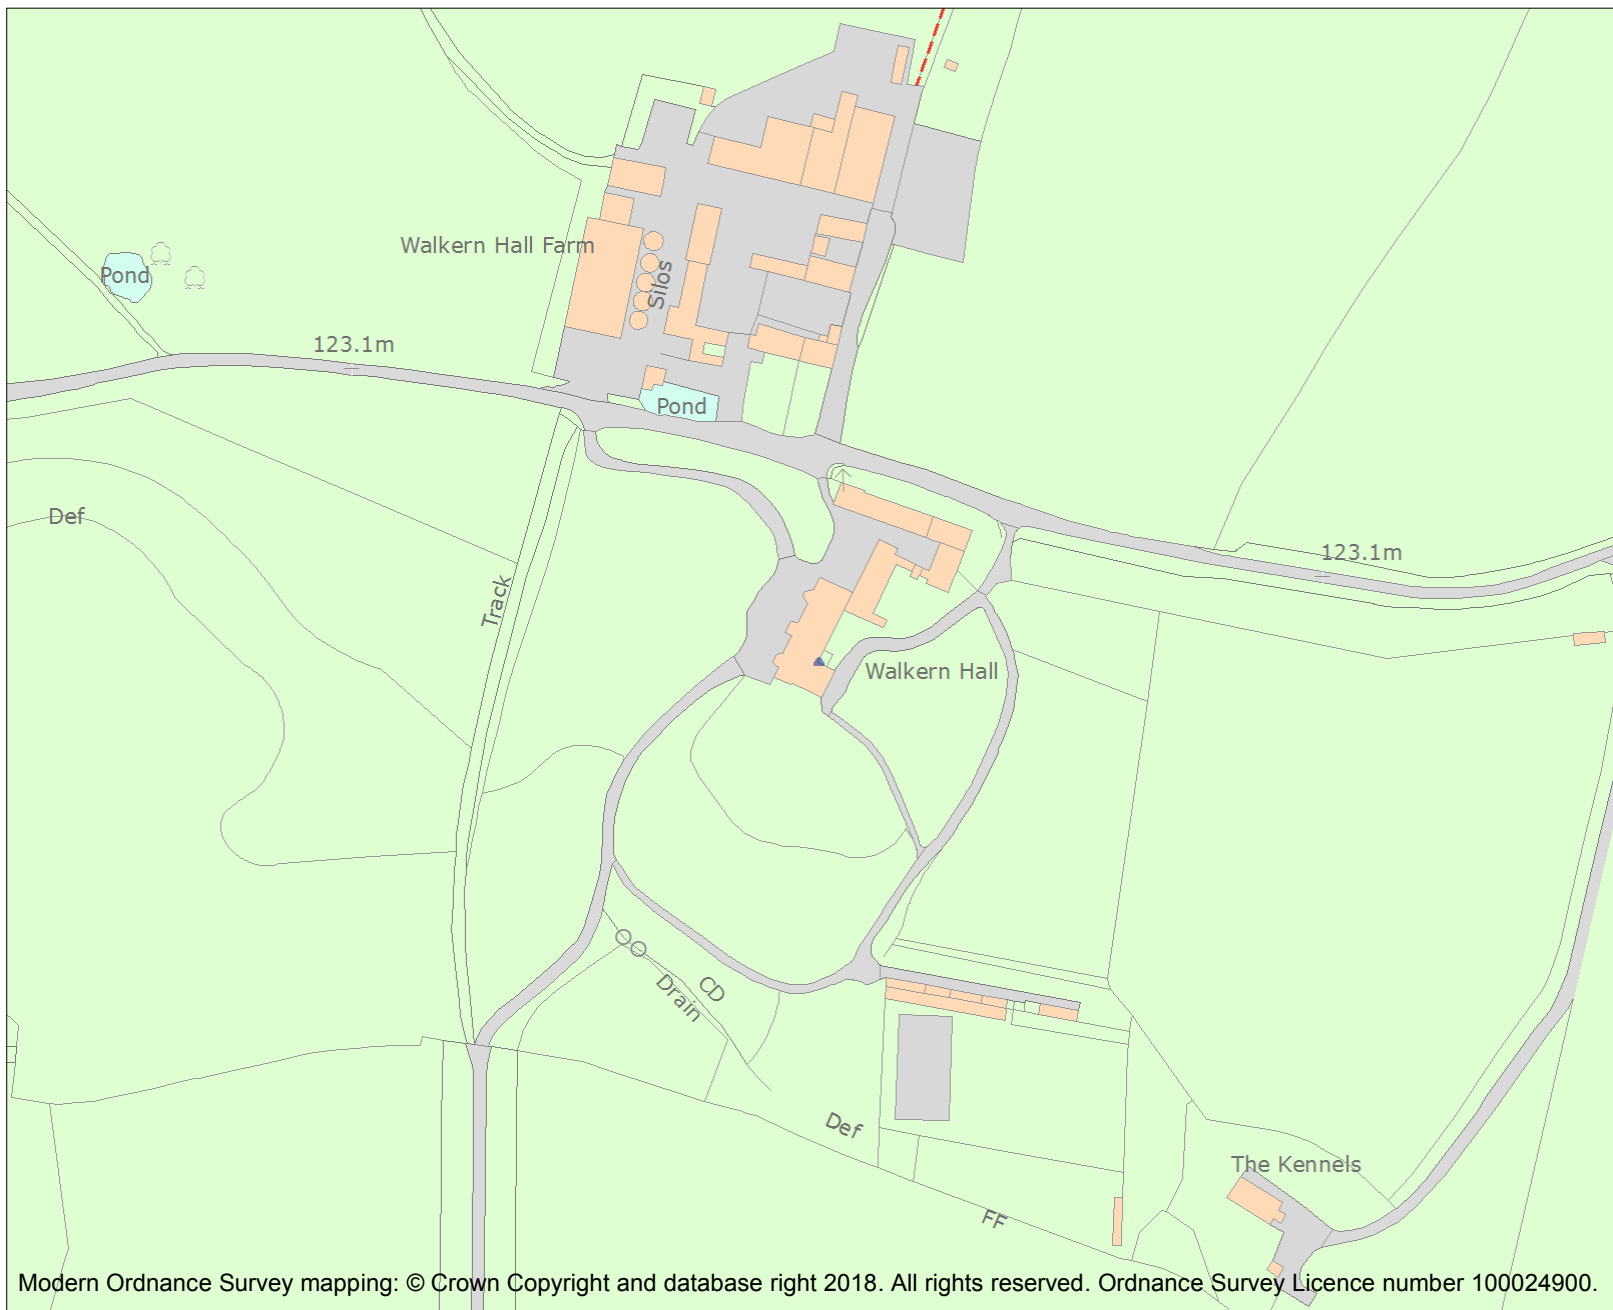 Walkern Hall Farm
Pond
Silos
123.1m
Pond
Def
123.1m
Track
Walkern Hall
CD
Drain
Def
The Kennels
FF
Modern Ordnance Survey mapping: © Crown Copyright and database right 2018. All rights reserved. Ordnance Survey Licence number 100024900.